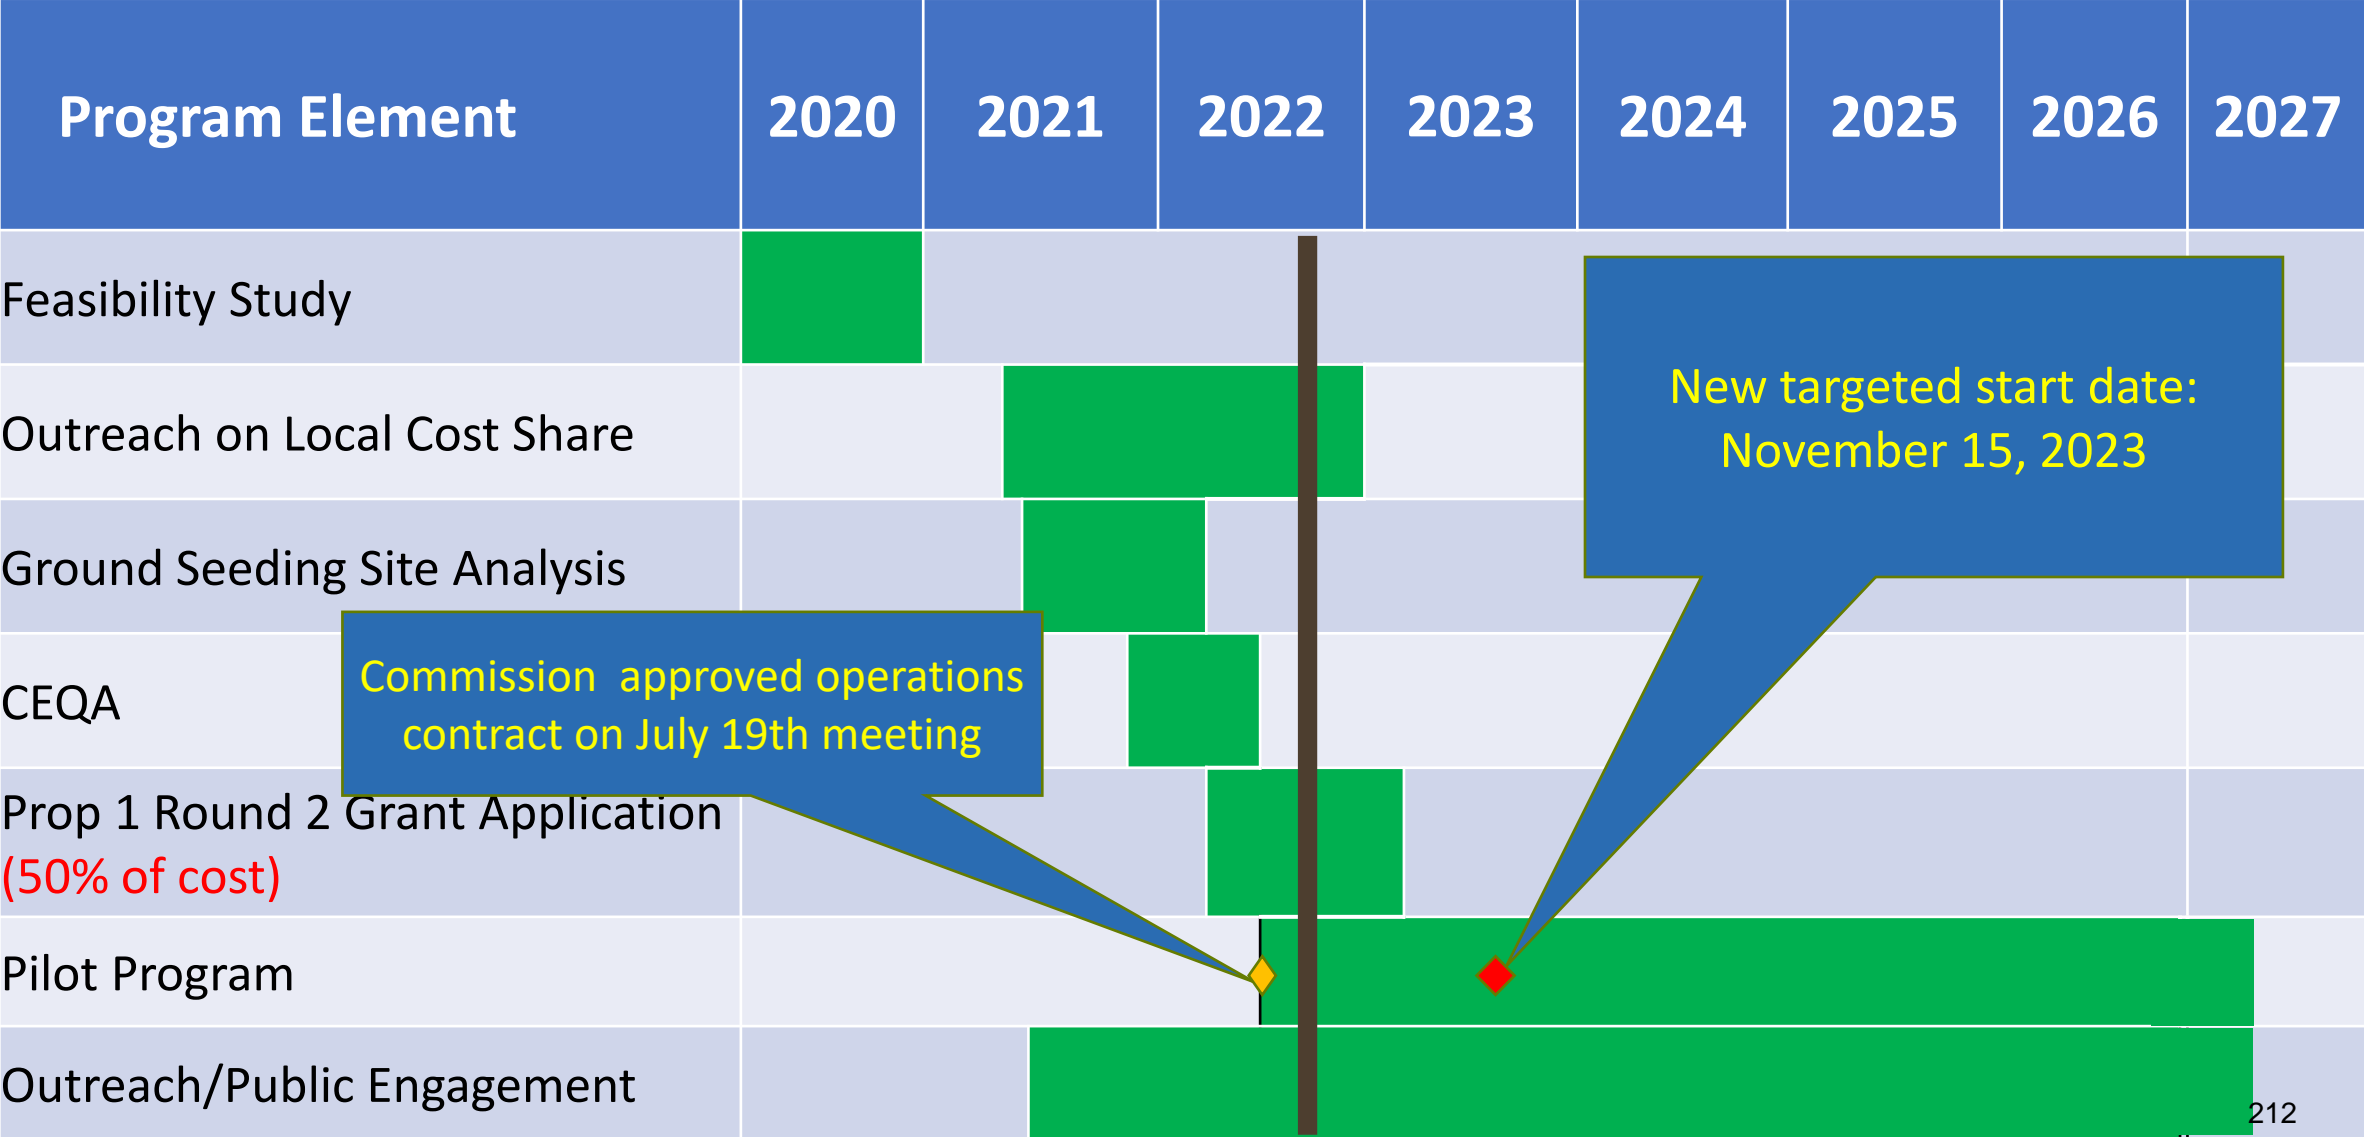 Program Element 2020 2021 2022 2023 2024 2025 2026 2027
Feasibility Study
New targeted start date:
November 15, 2023
Outreach on Local Cost Share
Ground Seeding Site Analysis
Commission  approved operations
contract on July 19th meeting
CEQA
Prop 1 Round 2 Grant Application
(50% of cost)
Pilot Program
Outreach/Public Engagement
212